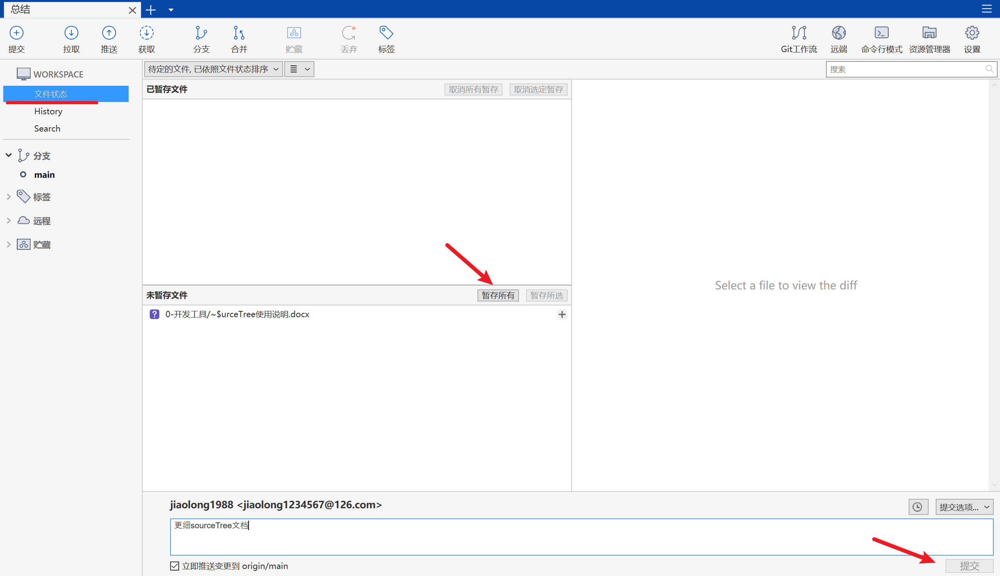 总结
提交
拉取
推送
获取
分支
合并
贮藏
丢弃
标签
Git工作流
远端
命令行模式
资源管理器
设置
WORKSPACE
文件状态
History
Search
分支
main
标签
远程
贮藏
待定的文件, 已依照文件状态排序
搜索
已暂存文件
取消所有暂存
取消选定暂存
未暂存文件
暂存所有
暂存所选
0-开发工具/~$urceTree使用说明.docx
Select a file to view the diff
jiaolong1988 <jiaolong1234567@126.com>
提交选项...
更细sourceTree文档
立即推送变更到 origin/main
提交